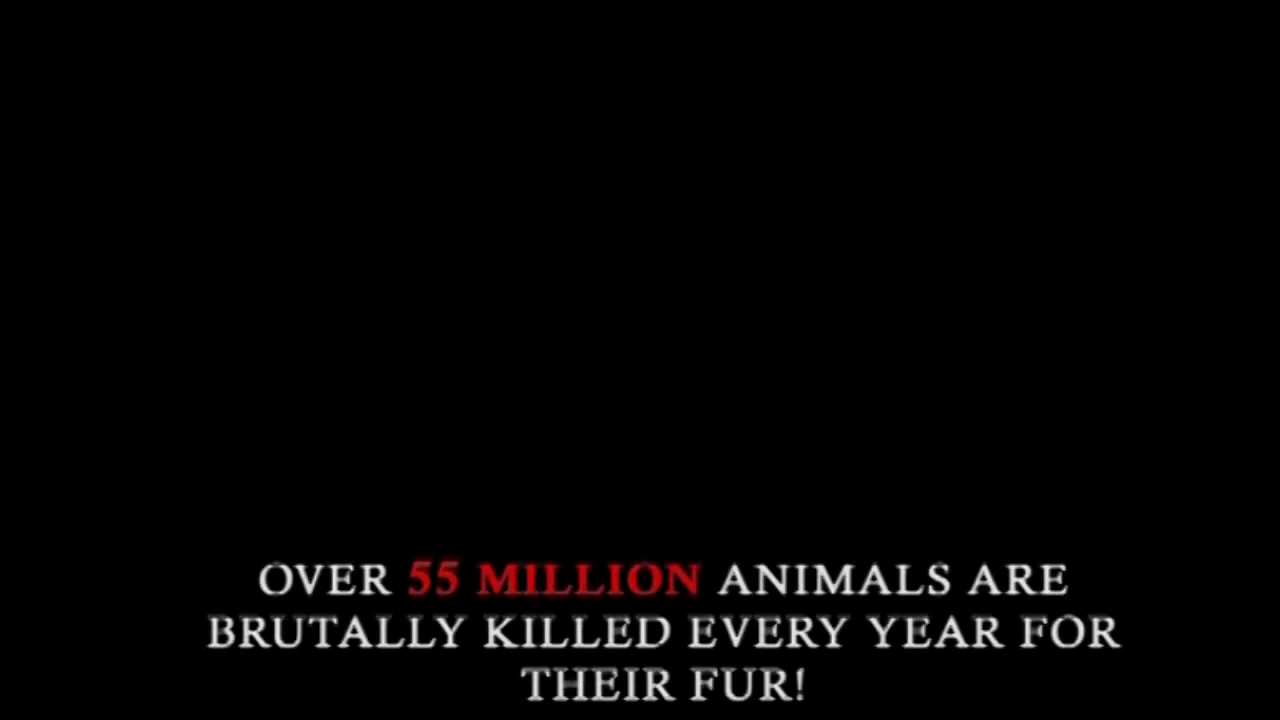 OVER 55 MILLION ANIMALS ARE
BRUTALLY KILLED EVERY YEAR FOR
THEIR FUR!